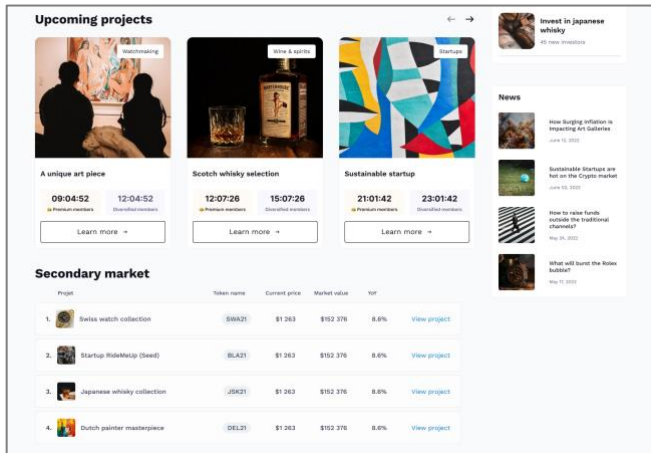 Upcoming projects
← →
Watchmaking
Wine & spirits
Startups
A unique art piece
Scotch whisky selection
Sustainable startup
09:04:52 12:04:52
Premium members Diversified members
12:07:26 15:07:26
Premium members Diversified members
21:01:42 23:01:42
Premium members Diversified members
Learn more →
Learn more →
Learn more →
Secondary market
Projet Token name Current price Market value YoY
1. Swiss watch collection SWA21 $1 263 $152 376 8.6% View project
2. Startup RideMeUp (Seed) BLA21 $1 263 $152 376 8.6% View project
3. Japanese whisky collection JSK21 $1 263 $152 376 8.6% View project
4. Dutch painter masterpiece DEL21 $1 263 $152 376 8.6% View project
Invest in japanese
whisky
40 new investors
News
How Surging Inflation is
Impacting Art Galleries
June 12, 2022
Sustainable Startups are
hot on the Crypto market
2022
How to raise funds
outside the traditional
channels?
May 24, 2022
What will burst the Rolex
bubble?
May 17, 2022